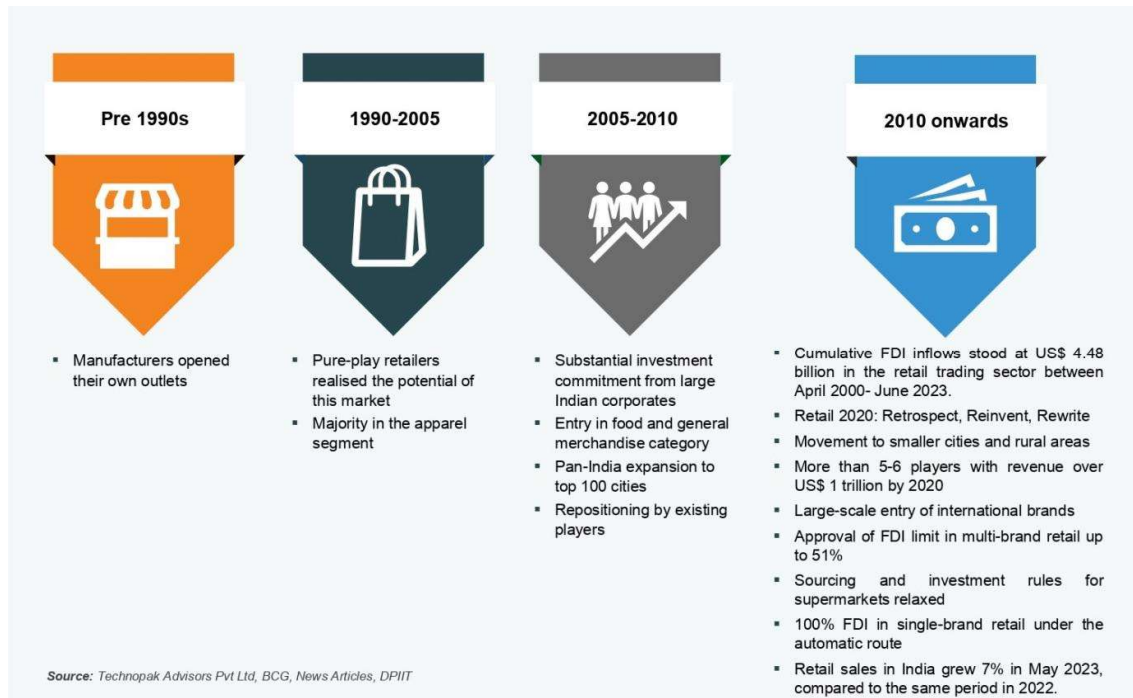 Pre 1990s
▪ Manufacturers opened
their own outlets
1990-2005
▪ Pure-play retailers
realised the potential of
this market
▪ Majority in the apparel
segment
2005-2010
▪ Substantial investment
commitment from large
Indian corporates
▪ Entry in food and general
merchandise category
▪ Pan-India expansion to
top 100 cities
▪ Repositioning by existing
players
2010 onwards
▪ Cumulative FDI inflows stood at US$ 4.48
billion in the retail trading sector between
April 2000- June 2023.
▪ Retail 2020: Retrospect, Reinvent, Rewrite
▪ Movement to smaller cities and rural areas
▪ More than 5-6 players with revenue over
US$ 1 trillion by 2020
▪ Large-scale entry of international brands
▪ Approval of FDI limit in multi-brand retail up
to 51%
▪ Sourcing and investment rules for
supermarkets relaxed
▪ 100% FDI in single-brand retail under the
automatic route
▪ Retail sales in India grew 7% in May 2023,
compared to the same period in 2022.
Source: Technopak Advisors Pvt Ltd, BCG, News Articles, DPIIT